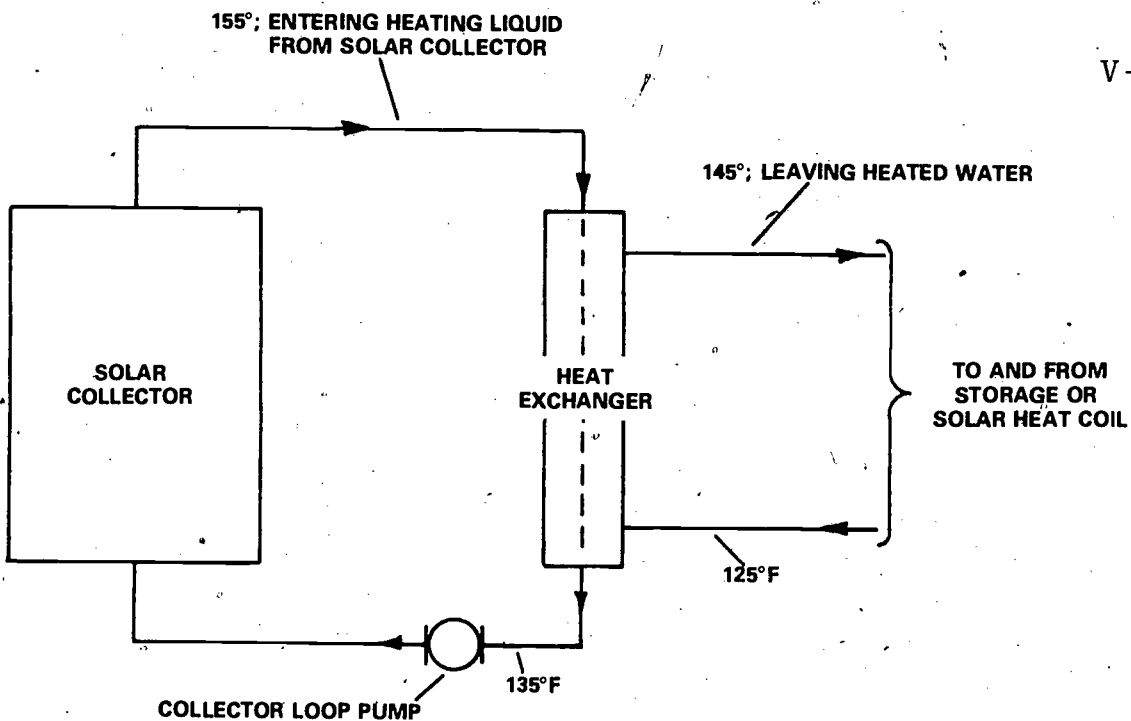 155°; ENTERING HEATING LIQUID
FROM SOLAR COLLECTOR
V-
145°; LEAVING HEATED WATER
SOLAR
COLLECTOR
HEAT
EXCHANGER
TO AND FROM
STORAGE OR
SOLAR HEAT COIL
125°F
135°F
COLLECTOR LOOP PUMP